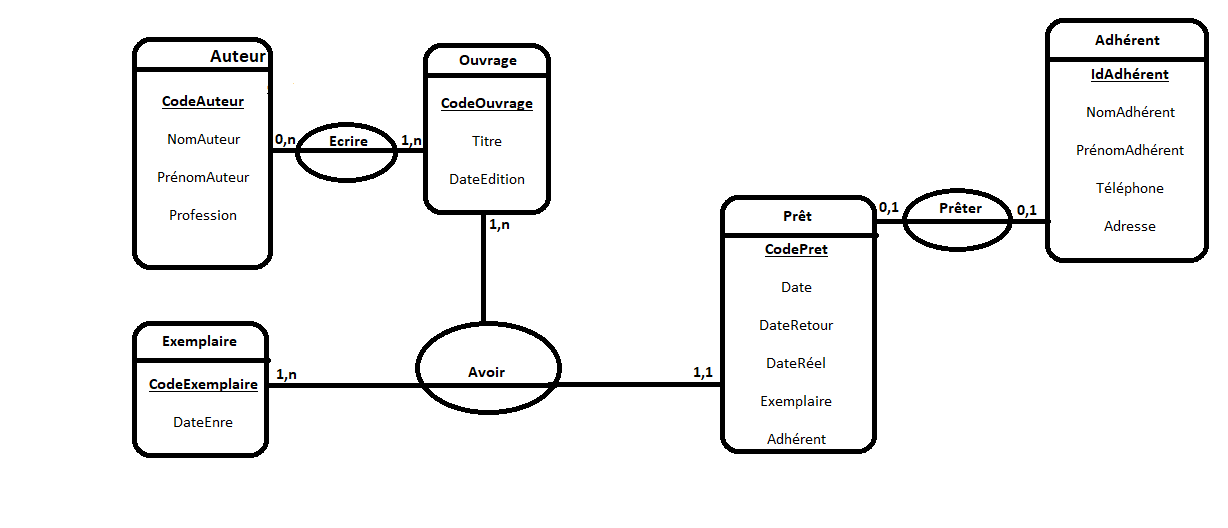 Auteur
CodeAuteur
NomAuteur
PrénomAuteur
Profession
0,n
Ecrire
1,n
Ouvrage
CodeOuvrage
Titre
DateEdition
1,n
Exemplaire
CodeExemplaire
DateEnre
1,n
Avoir
1,1
Prêt
CodePret
Date
DateRetour
DateRéel
Exemplaire
Adhérent
0,1
Prêter
0,1
Adhérent
IdAdhérent
NomAdhérent
PrénomAdhérent
Téléphone
Adresse